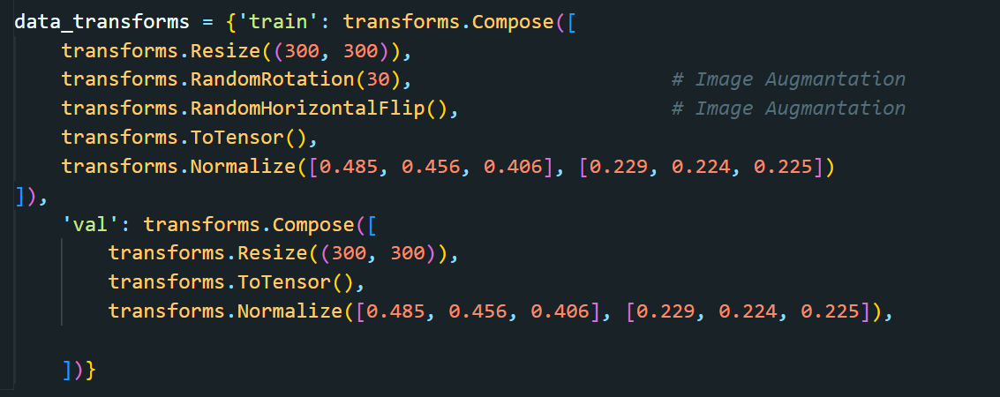 data_transforms = {'train': transforms.Compose([
    transforms.Resize((300, 300)),
    transforms.RandomRotation(30),                      # Image Augmantation
    transforms.RandomHorizontalFlip(),                  # Image Augmantation
    transforms.ToTensor(),
    transforms.Normalize([0.485, 0.456, 0.406], [0.229, 0.224, 0.225])
]),
    'val': transforms.Compose([
        transforms.Resize((300, 300)),
        transforms.ToTensor(),
        transforms.Normalize([0.485, 0.456, 0.406], [0.229, 0.224, 0.225]),
    ])}